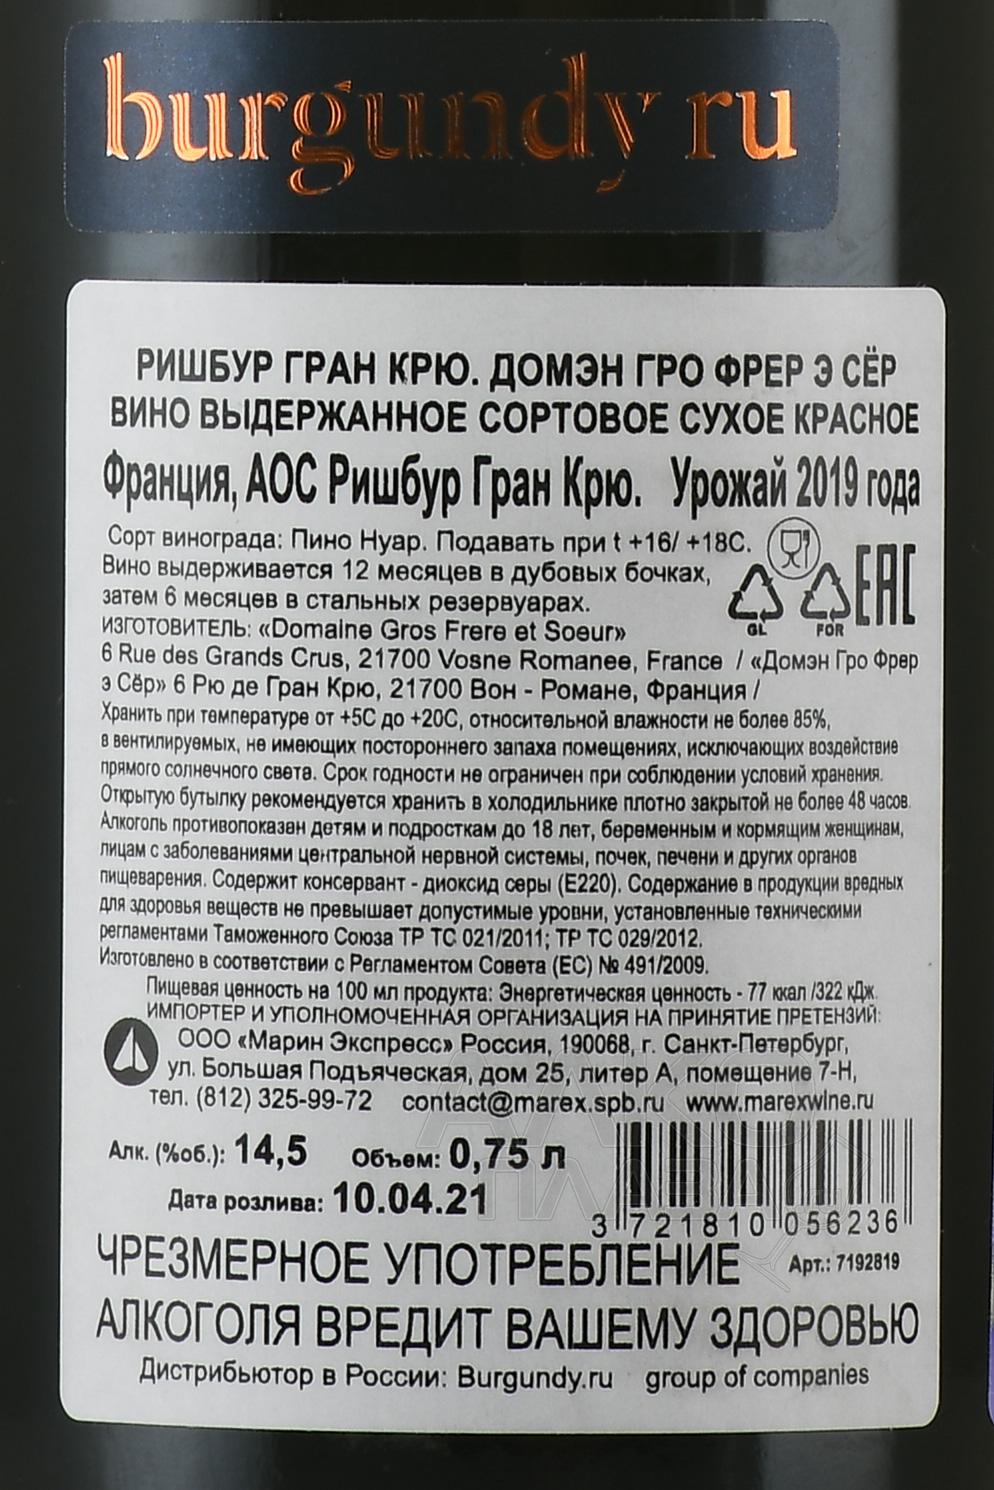 burgundy ru
РИШБУР ГРАН КРЮ. ДОМЭН ГРО ФРЕР Э СЁР
ВИНО ВЫДЕРЖАННОЕ СОРТОВОЕ СУХОЕ КРАСНОЕ
Франция, АОС Ришбур Гран Крю. Урожай 2019 года
Сорт винограда: Пино Нуар. Подавать при t +16/ +18С.
Вино выдерживается 12 месяцев в дубовых бочках,
затем 6 месяцев в стальных резервуарах.
GL FOR EAC
ИЗГОТОВИТЕЛЬ: «Domaine Gros Frere et Soeur»
6 Rue des Grands Crus, 21700 Vosne Romanee, France / «Домэн Гро Фрер
э Сёр» 6 Рю де Гран Крю, 21700 Вон - Романе, Франция /
Хранить при температуре от +5С до +20С, относительной влажности не более 85%,
в вентилируемых, не имеющих постороннего запаха помещениях, исключающих воздействие
прямого солнечного света. Срок годности не ограничен при соблюдении условий хранения.
Открытую бутылку рекомендуется хранить в холодильнике плотно закрытой не более 48 часов.
Алкоголь противопоказан детям и подросткам до 18 лет, беременным и кормящим женщинам,
лицам с заболеваниями центральной нервной системы, почек, печени и других органов
пищеварения. Содержит консервант - диоксид серы (Е220). Содержание в продукции вредных
для здоровья веществ не превышает допустимые уровни, установленные техническими
регламентами Таможенного Союза ТР ТС 021/2011; ТР ТС 029/2012.
Изготовлено в соответствии с Регламентом Совета (ЕС) № 491/2009.
Пищевая ценность на 100 мл продукта: Энергетическая ценность - 77 ккал /322 кДж.
ИМПОРТЕР И УПОЛНОМОЧЕННАЯ ОРГАНИЗАЦИЯ НА ПРИНЯТИЕ ПРЕТЕНЗИЙ:
ООО «Марин Экспресс» Россия, 190068, г. Санкт-Петербург,
ул. Большая Подъяческая, дом 25, литер А, помещение 7-Н,
тел. (812) 325-99-72 contact@marex.spb.ru www.marexwine.ru
Алк. (%об.): 14,5 Объем: 0,75 л
Дата розлива: 10.04.21
3 721810 056236
ЧРЕЗМЕРНОЕ УПОТРЕБЛЕНИЕ
Арт.: 7192819
АЛКОГОЛЯ ВРЕДИТ ВАШЕМУ ЗДОРОВЬЮ
Дистрибьютор в России: Burgundy.ru group of companies